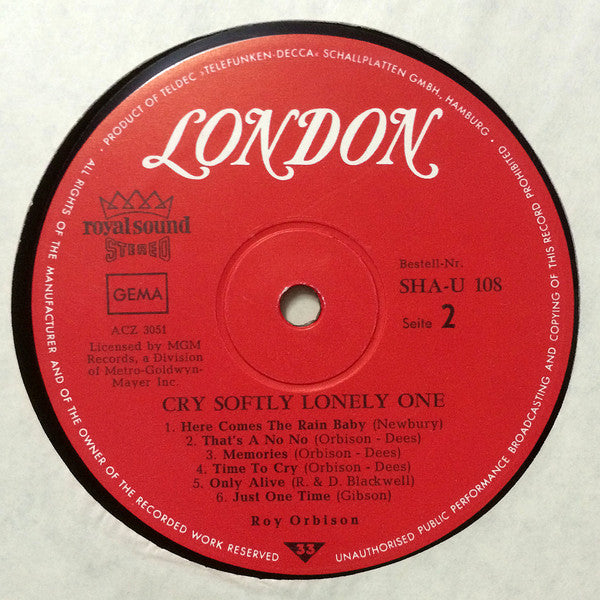 · PRODUCT OF TELDEC »TELEFUNKEN-DECCA« SCHALLPLATTEN GMBH., HAMBURG ·
LONDON
royalsound
STEREO
GEMA
ACZ 3051
Licensed by MGM
Records, a Division
of Metro-Goldwyn-
Mayer Inc.
Bestell-Nr.
SHA-U 108
Seite 2
CRY SOFTLY LONELY ONE
1. Here Comes The Rain Baby (Newbury)
2. That's A No No (Orbison - Dees)
3. Memories (Orbison - Dees)
4. Time To Cry (Orbison - Dees)
5. Only Alive (R. & D. Blackwell)
6. Just One Time (Gibson)
Roy Orbison
33
ALL RIGHTS OF THE MANUFACTURER AND OF THE OWNER OF THE RECORDED WORK RESERVED
UNAUTHORISED PUBLIC PERFORMANCE BROADCASTING AND COPYING OF THIS RECORD PROHIBITED